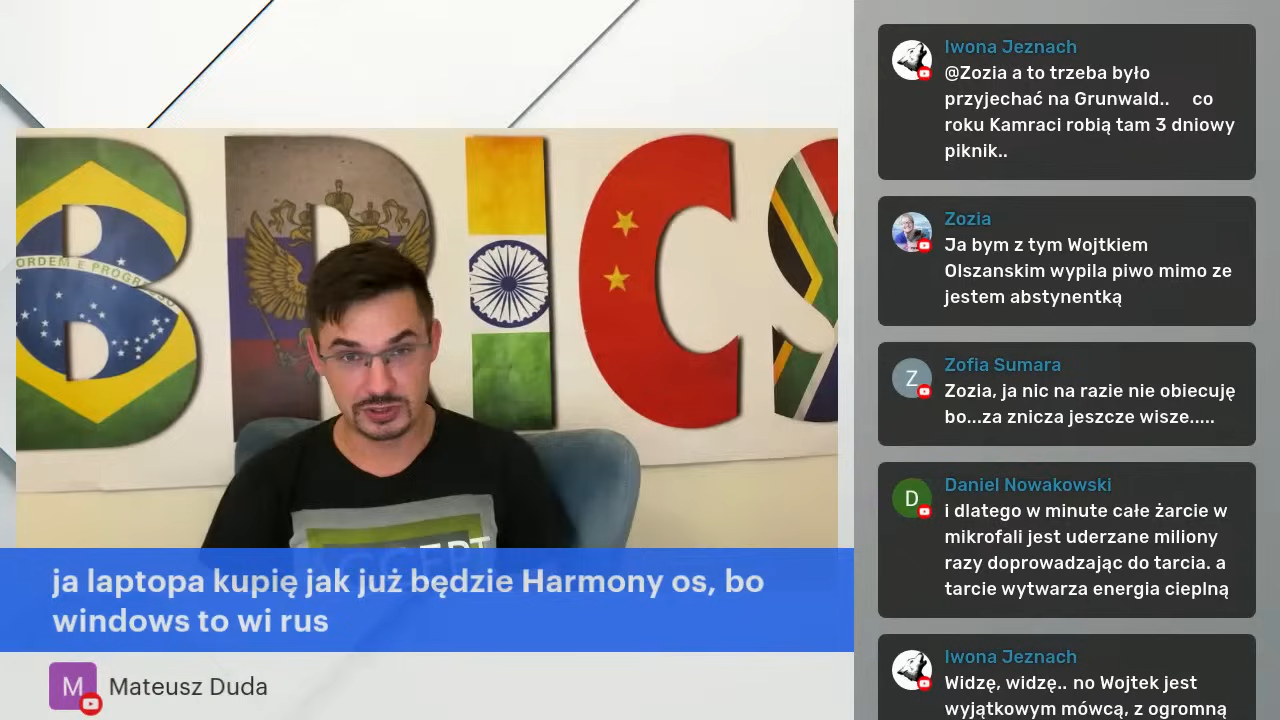 BRICS
ORDEM E PROGRESSO
ja laptopa kupię jak już będzie Harmony os, bo
windows to wi rus
M
Mateusz Duda
Iwona Jeznach
@Zozia a to trzeba było
przyjechać na Grunwald.. co
roku Kamraci robią tam 3 dniowy
piknik..
Zozia
Ja bym z tym Wojtkiem
Olszanskim wypila piwo mimo ze
jestem abstynentką
Z
Zofia Sumara
Zozia, ja nic na razie nie obiecuję
bo...za znicza jeszcze wisze.....
D
Daniel Nowakowski
i dlatego w minute całe żarcie w
mikrofali jest uderzane miliony
razy doprowadzając do tarcia. a
tarcie wytwarza energia cieplną
Iwona Jeznach
Widzę, widzę.. no Wojtek jest
wyjątkowym mówcą, z ogromną